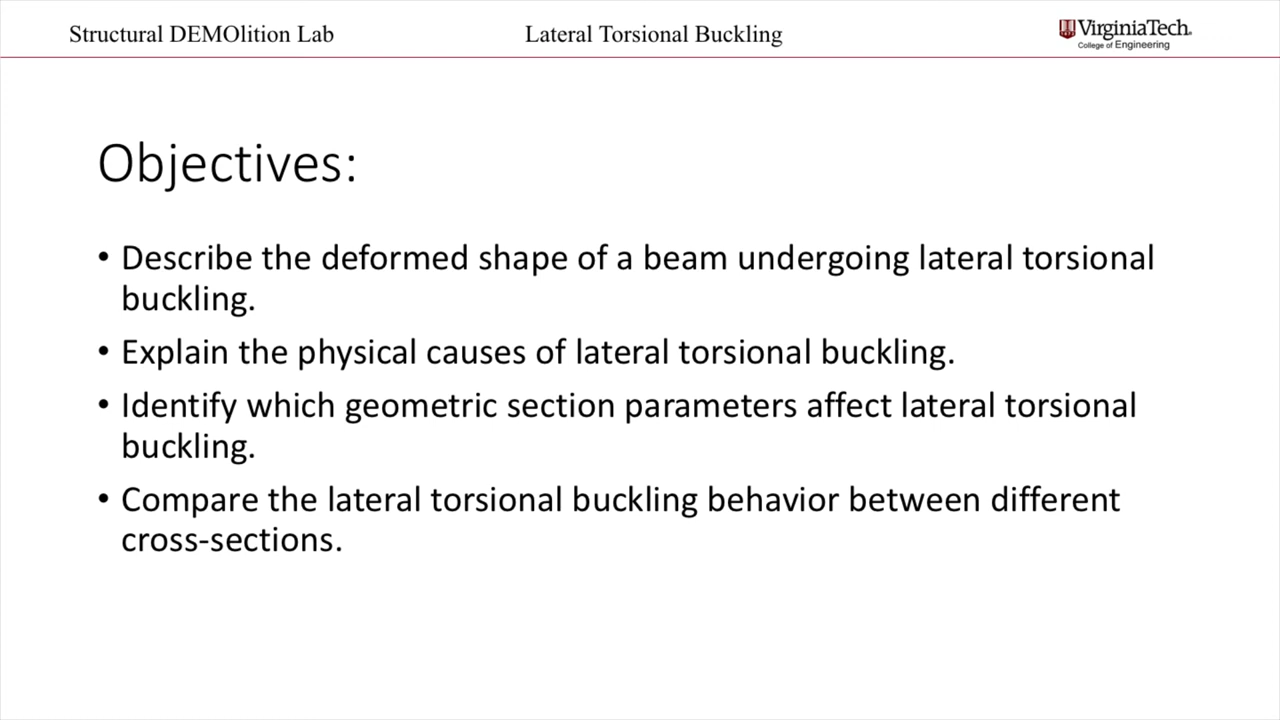 Structural DEMOlition Lab
Lateral Torsional Buckling
VirginiaTech.
College of Engineering
Objectives:
• Describe the deformed shape of a beam undergoing lateral torsional
buckling.
• Explain the physical causes of lateral torsional buckling.
• Identify which geometric section parameters affect lateral torsional
buckling.
• Compare the lateral torsional buckling behavior between different
cross-sections.